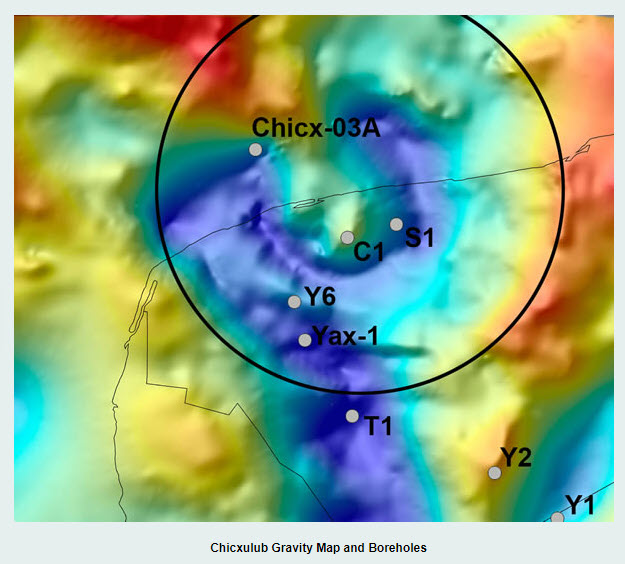 Chicx-03A
S1
C1
Y6
Yax-1
T1
Y2
Y1
Chicxulub Gravity Map and Boreholes